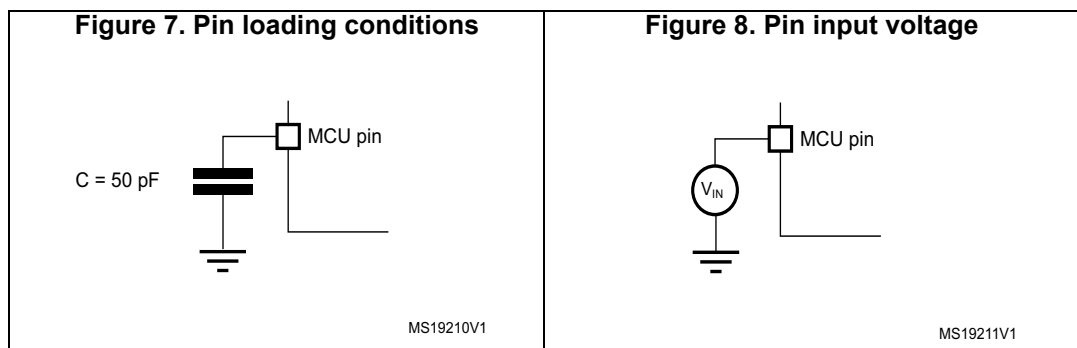 Figure 7. Pin loading conditions
MCU pin
C = 50 pF
MS19210V1
Figure 8. Pin input voltage
MCU pin
VIN
MS19211V1